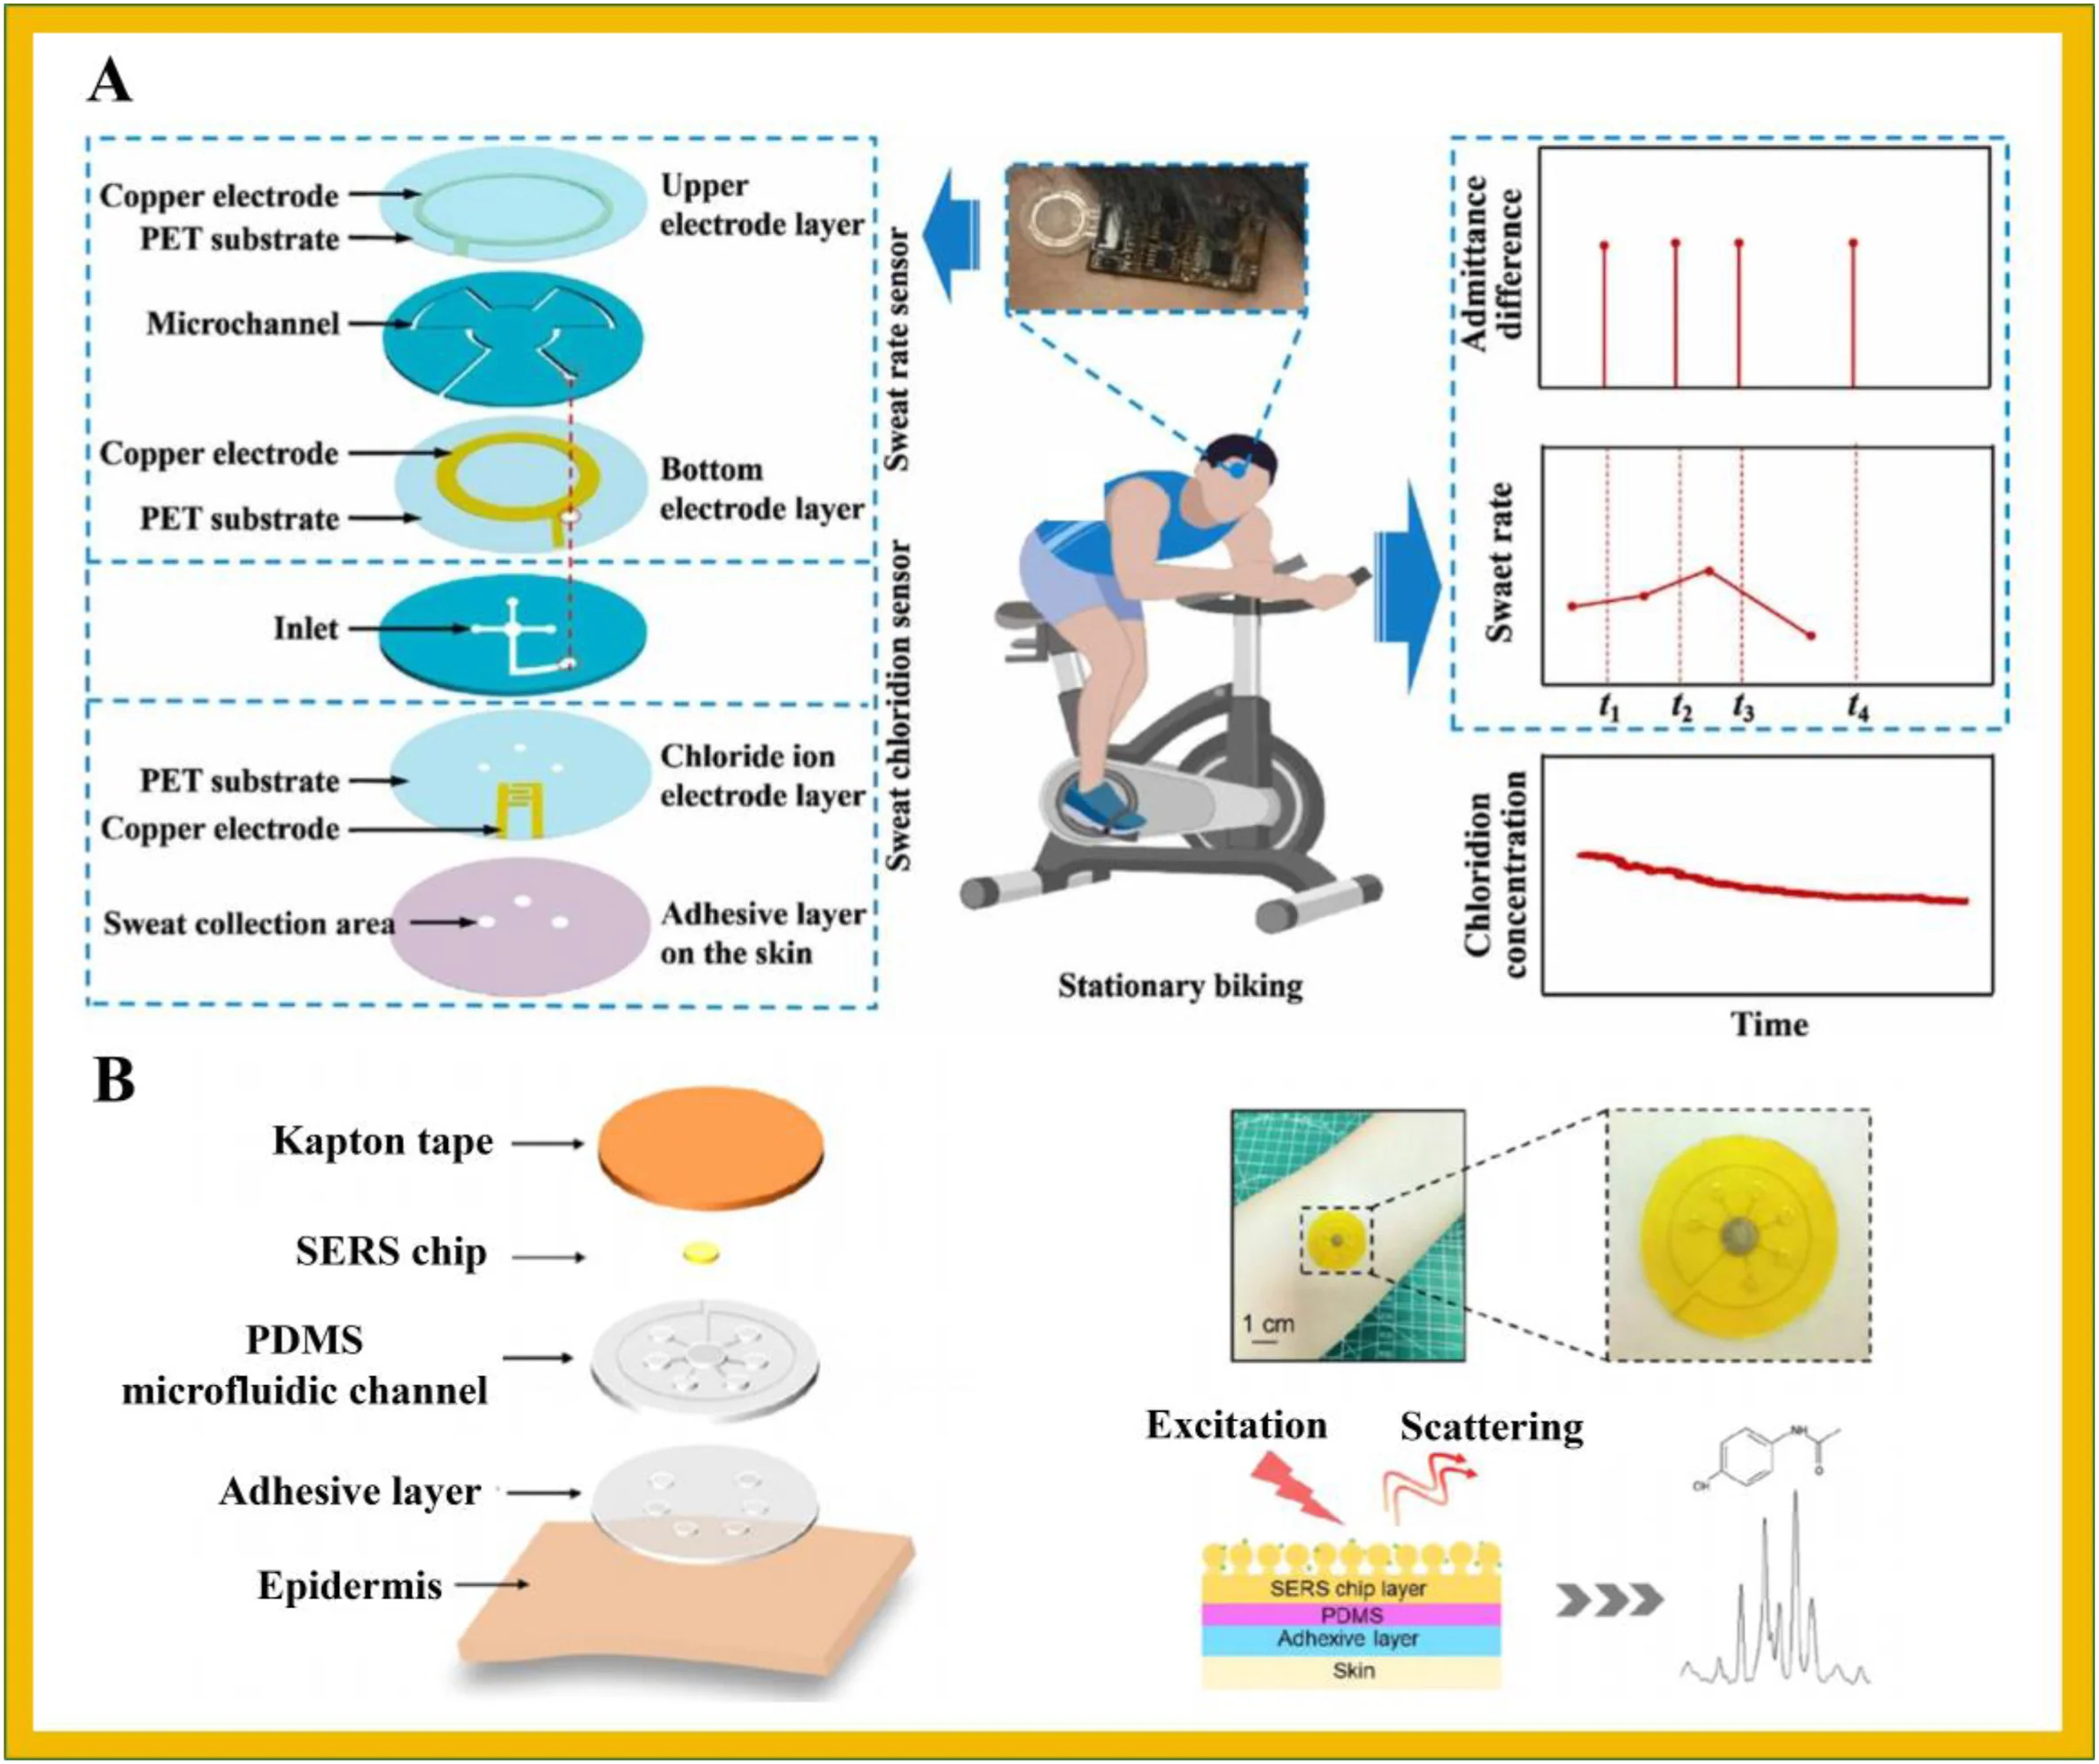 A
Copper electrode
PET substrate
Upper
electrode layer
Microchannel
Copper electrode
PET substrate
Bottom
electrode layer
Sweat rate sensor
Inlet
PET substrate
Copper electrode
Chloride ion
electrode layer
Sweat collection area
Adhesive layer
on the skin
Sweat chloridion sensor
Stationary biking
Admittance
difference
Swaet rate
t1
t2
t3
t4
Chloridion
concentration
Time
B
Kapton tape
SERS chip
PDMS
microfluidic channel
Adhesive layer
Epidermis
1 cm
Excitation
Scattering
SERS chip layer
PDMS
Adhexive layer
Skin
NH
O
OH